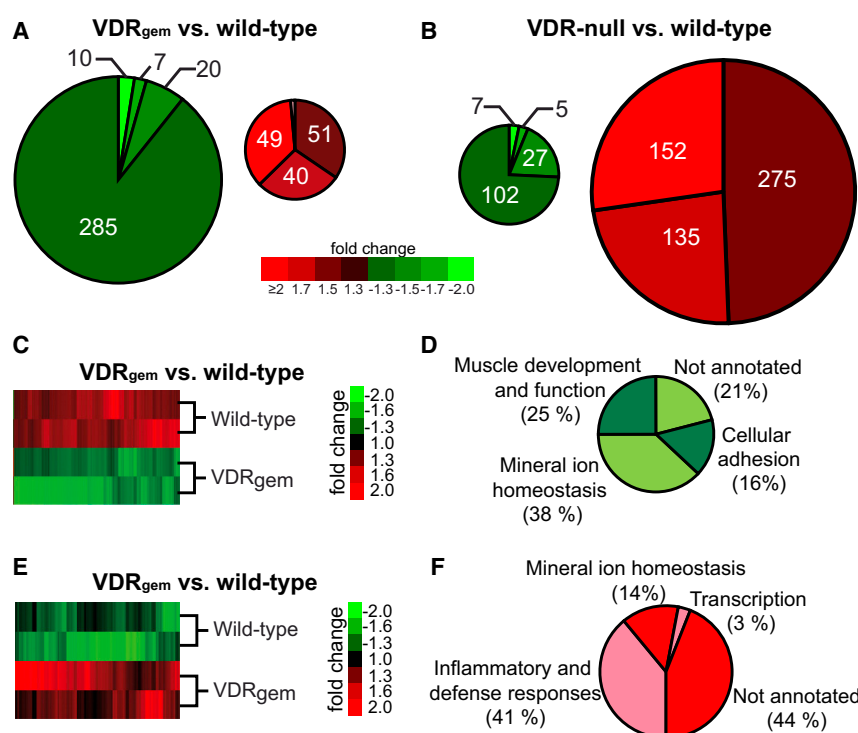 A
VDRgem vs. wild-type
10
7
20
285
49
51
40
B
VDR-null vs. wild-type
7
5
27
102
152
275
135
fold change
≥2 1.7 1.5 1.3 -1.3 -1.5 -1.7 -2.0
C
VDRgem vs. wild-type
Wild-type
VDRgem
fold change
-2.0
-1.6
-1.3
1.0
1.3
1.6
2.0
D
Muscle development
and function
(25 %)
Not annotated
(21%)
Cellular
adhesion
(16%)
Mineral ion
homeostasis
(38 %)
E
VDRgem vs. wild-type
Wild-type
VDRgem
fold change
-2.0
-1.6
-1.3
1.0
1.3
1.6
2.0
F
Mineral ion homeostasis
(14%)
Transcription
(3 %)
Inflammatory and
defense responses
(41 %)
Not annotated
(44 %)